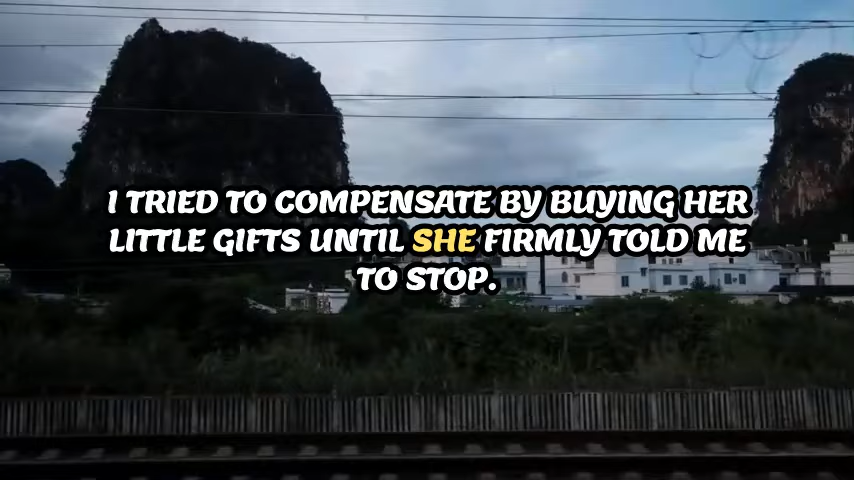 I TRIED TO COMPENSATE BY BUYING HER
LITTLE GIFTS UNTIL SHE FIRMLY TOLD ME
TO STOP.